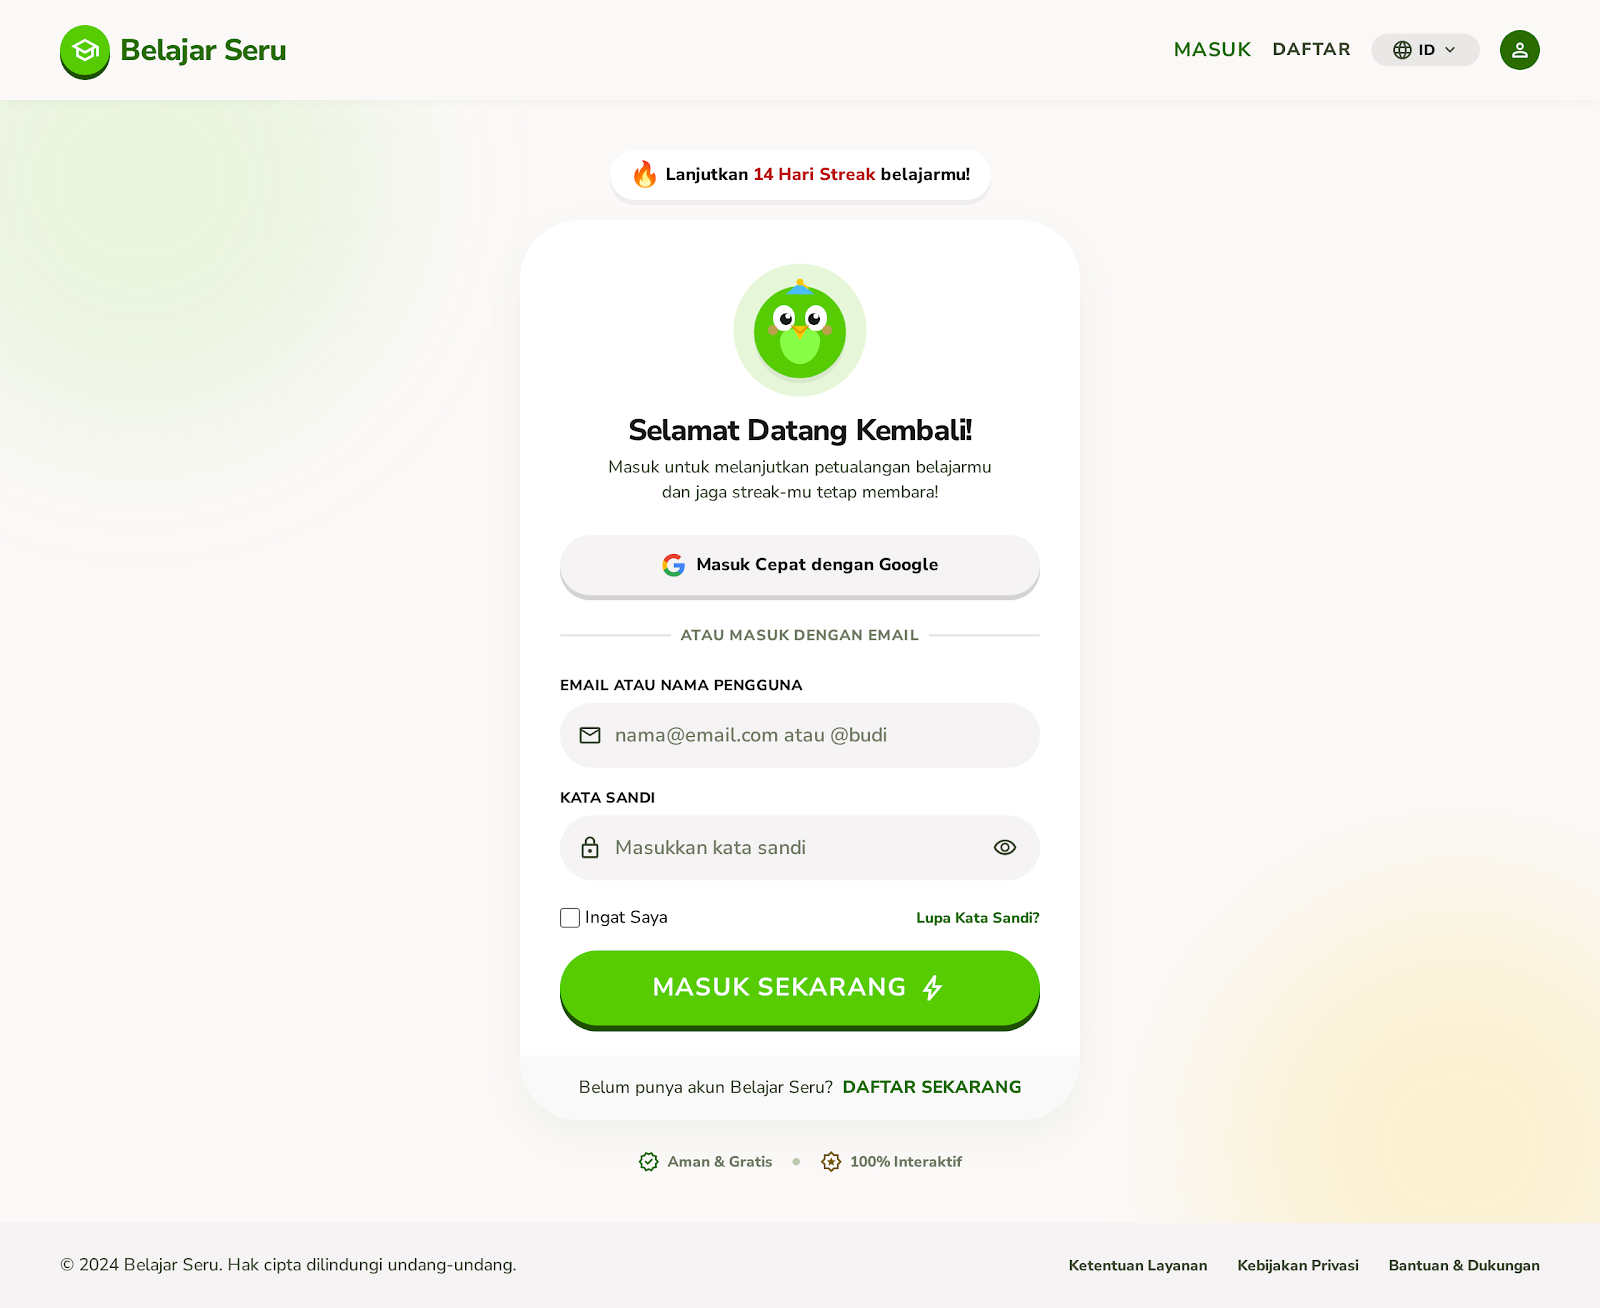 Belajar Seru
MASUK
DAFTAR
ID
Lanjutkan 14 Hari Streak belajarmu!
Selamat Datang Kembali!
Masuk untuk melanjutkan petualangan belajarmu
dan jaga streak-mu tetap membara!
Masuk Cepat dengan Google
ATAU MASUK DENGAN EMAIL
EMAIL ATAU NAMA PENGGUNA
nama@email.com atau @budi
KATA SANDI
Masukkan kata sandi
Ingat Saya
Lupa Kata Sandi?
MASUK SEKARANG
Belum punya akun Belajar Seru? DAFTAR SEKARANG
Aman & Gratis
100% Interaktif
© 2024 Belajar Seru. Hak cipta dilindungi undang-undang.
Ketentuan Layanan
Kebijakan Privasi
Bantuan & Dukungan